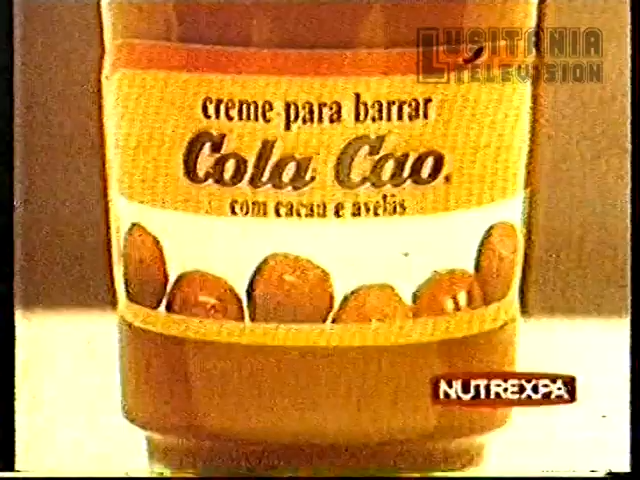 LUSITANIA
TELEVISION
creme para barrar
Cola Cao.
com cacau e avelãs
NUTREXPA